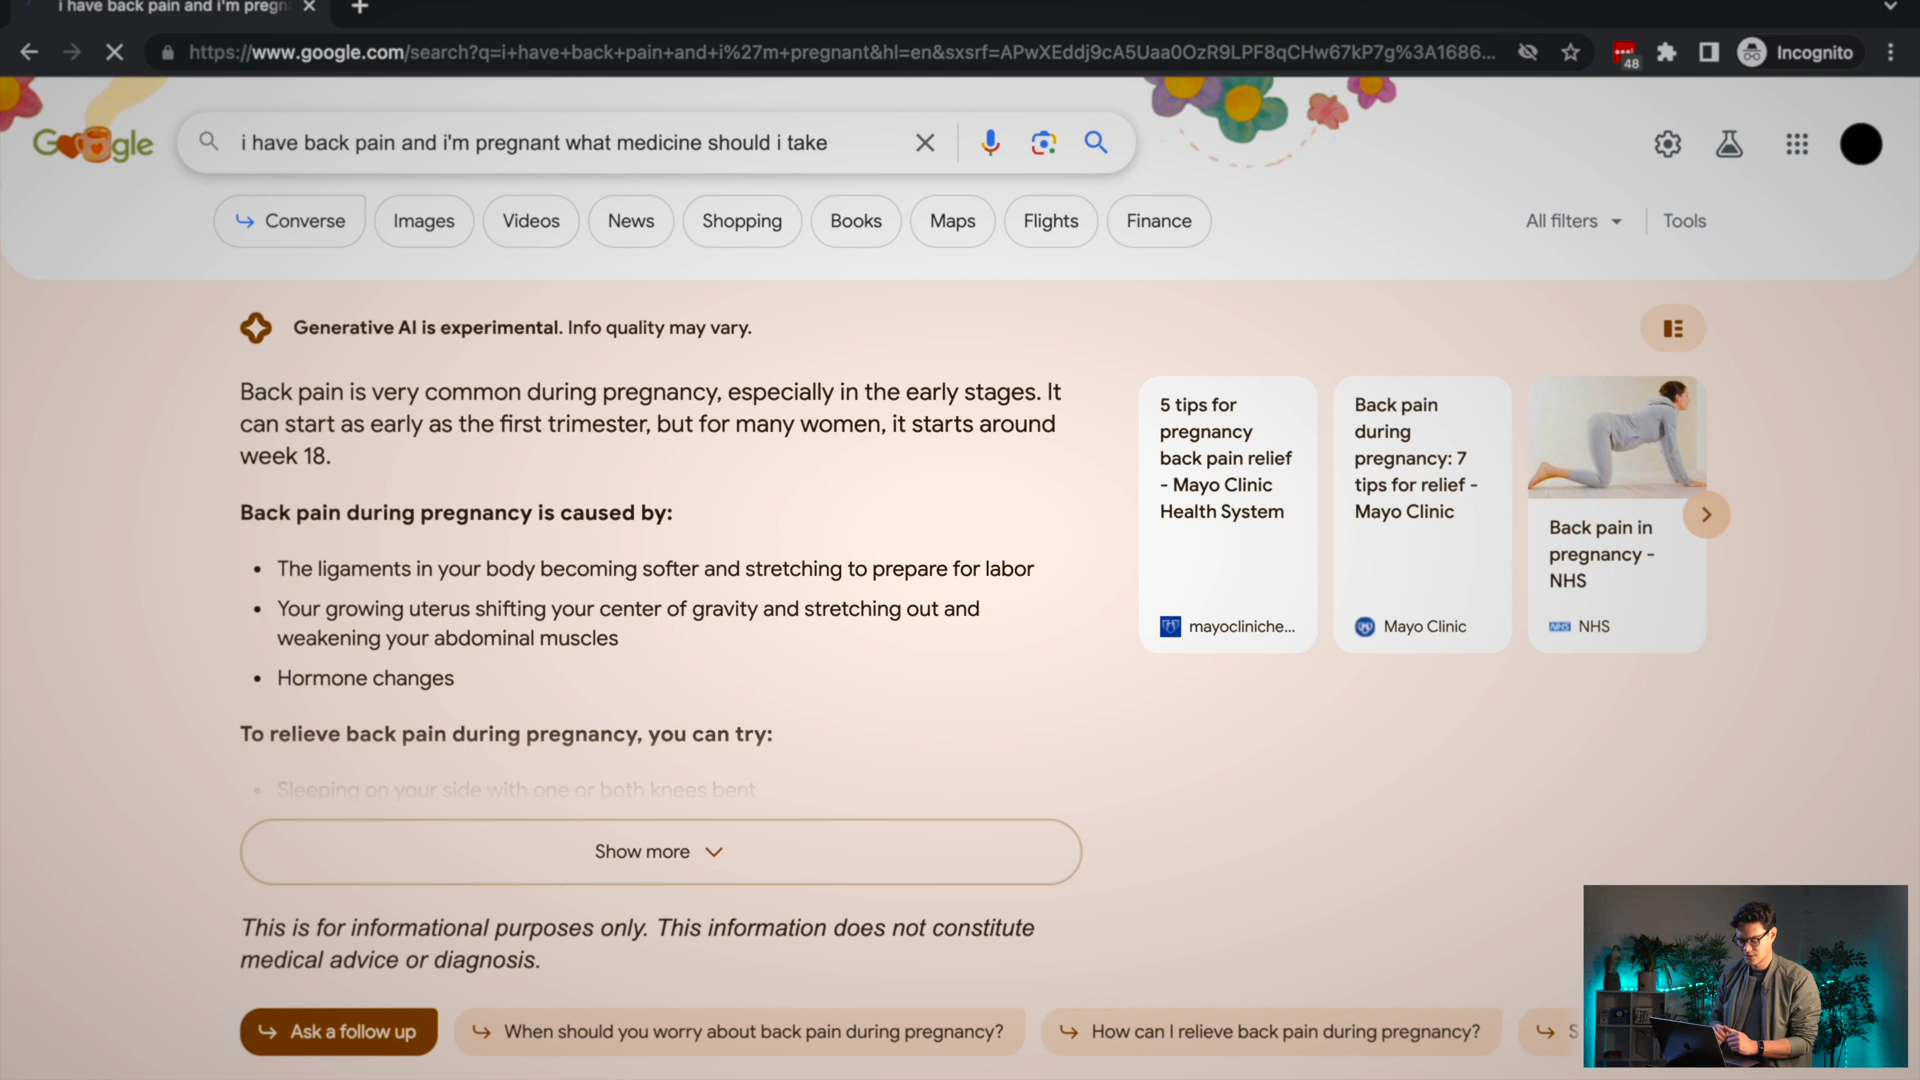 i have back pain and i'm pregn
https://www.google.com/search?q=i+have+back+pain+and+i%27m+pregnant&hl=en&sxsrf=APwXEddj9cA5Uaa0OzR9LPF8qCHw67kP7g%3A1686...
48
Incognito
Google
i have back pain and i'm pregnant what medicine should i take
Converse
Images
Videos
News
Shopping
Books
Maps
Flights
Finance
All filters
Tools
Generative AI is experimental. Info quality may vary.
Back pain is very common during pregnancy, especially in the early stages. It
can start as early as the first trimester, but for many women, it starts around
week 18.
Back pain during pregnancy is caused by:
• The ligaments in your body becoming softer and stretching to prepare for labor
• Your growing uterus shifting your center of gravity and stretching out and
weakening your abdominal muscles
• Hormone changes
To relieve back pain during pregnancy, you can try:
• Sleeping on your side with one or both knees bent
Show more
This is for informational purposes only. This information does not constitute
medical advice or diagnosis.
Ask a follow up
When should you worry about back pain during pregnancy?
How can I relieve back pain during pregnancy?
S
5 tips for
pregnancy
back pain relief
- Mayo Clinic
Health System
mayocliniche...
Back pain
during
pregnancy: 7
tips for relief -
Mayo Clinic
Mayo Clinic
Back pain in
pregnancy -
NHS
NHS NHS